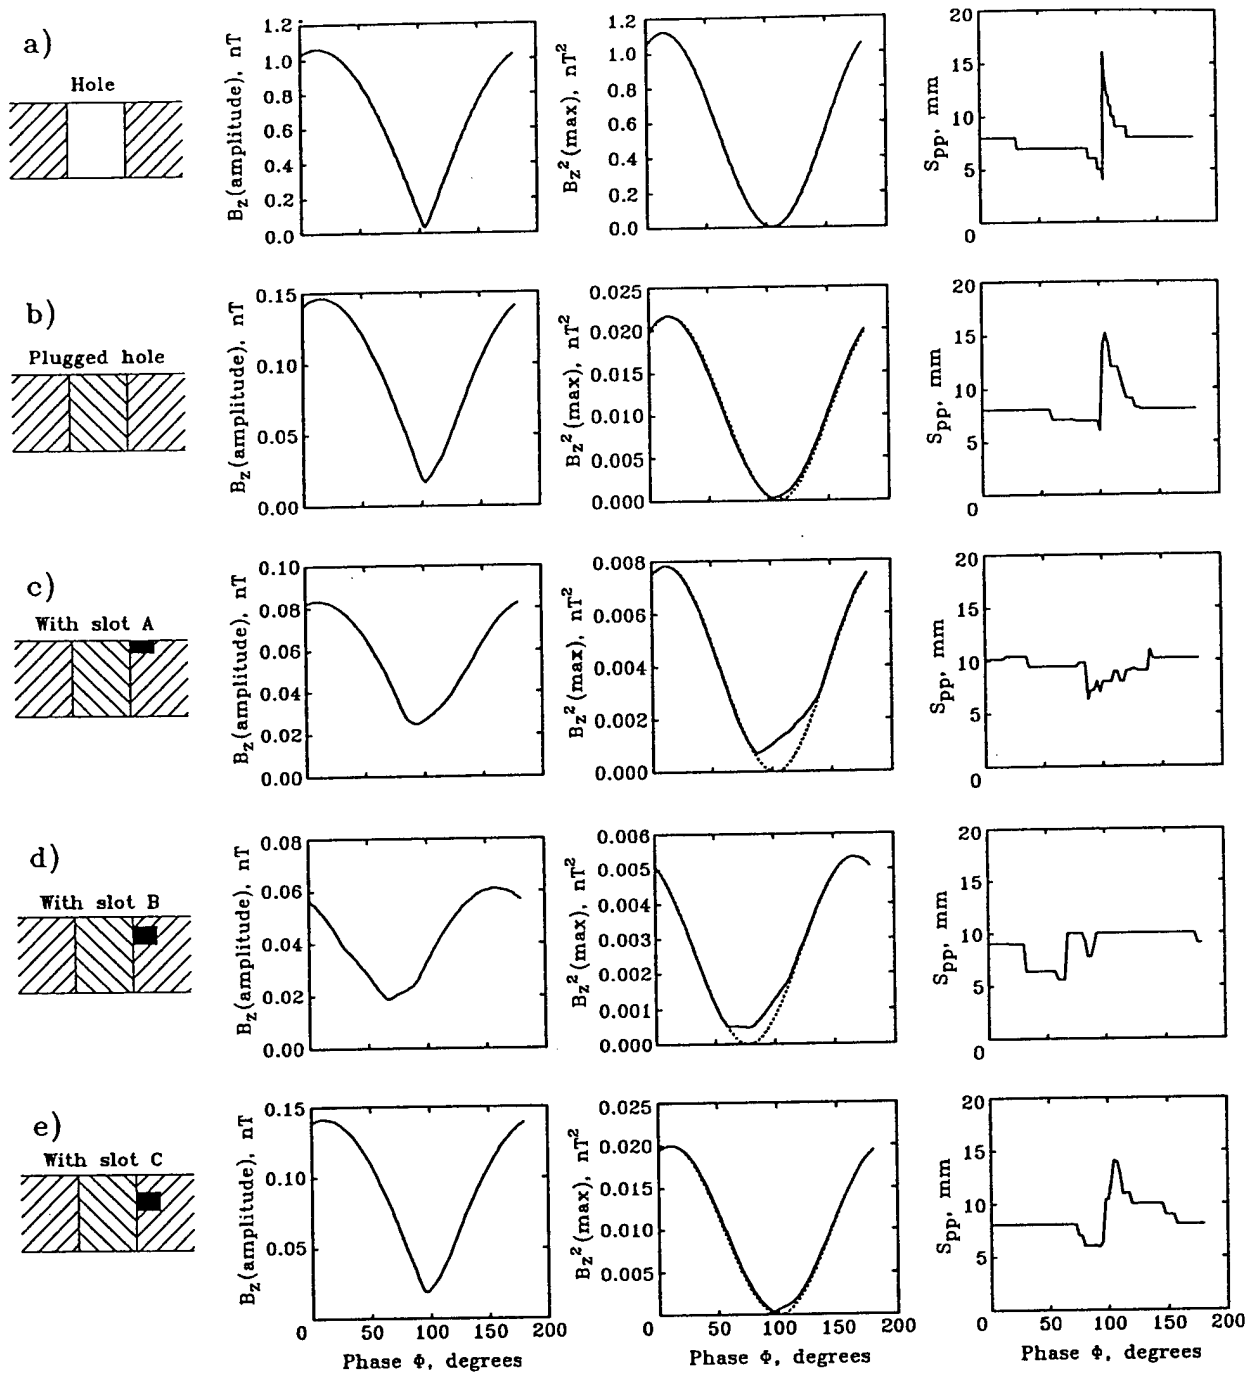 a)
Hole
B_z(amplitude), nT
1.2
1.0
0.8
0.6
0.4
0.2
0.0
B_z^2(max), nT^2
1.2
1.0
0.8
0.6
0.4
0.2
0.0
S_pp, mm
20
15
10
5
0
b)
Plugged hole
B_z(amplitude), nT
0.15
0.10
0.05
0.00
B_z^2(max), nT^2
0.025
0.020
0.015
0.010
0.005
0.000
S_pp, mm
20
15
10
5
0
c)
With slot A
B_z(amplitude), nT
0.10
0.08
0.06
0.04
0.02
0.00
B_z^2(max), nT^2
0.008
0.006
0.004
0.002
0.000
S_pp, mm
20
15
10
5
0
d)
With slot B
B_z(amplitude), nT
0.08
0.06
0.04
0.02
0.00
B_z^2(max), nT^2
0.006
0.005
0.004
0.003
0.002
0.001
0.000
S_pp, mm
20
15
10
5
0
e)
With slot C
B_z(amplitude), nT
0.15
0.10
0.05
B_z^2(max), nT^2
0.025
0.020
0.015
0.010
0.005
S_pp, mm
20
15
10
5
0 50 100 150 200
Phase Φ, degrees
0 50 100 150 200
Phase Φ, degrees
0 50 100 150 200
Phase Φ, degrees